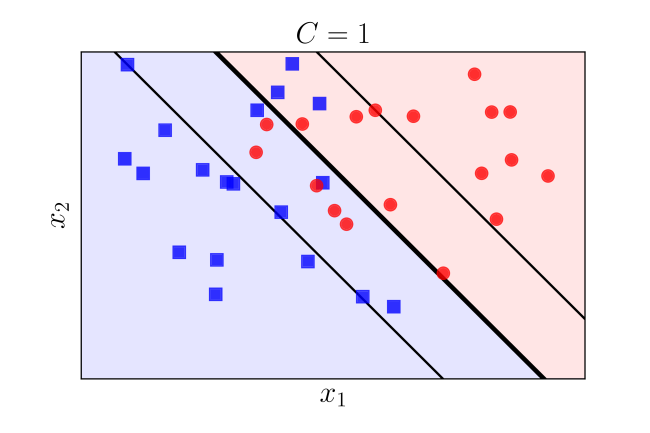 C = 1
x₂
x₁